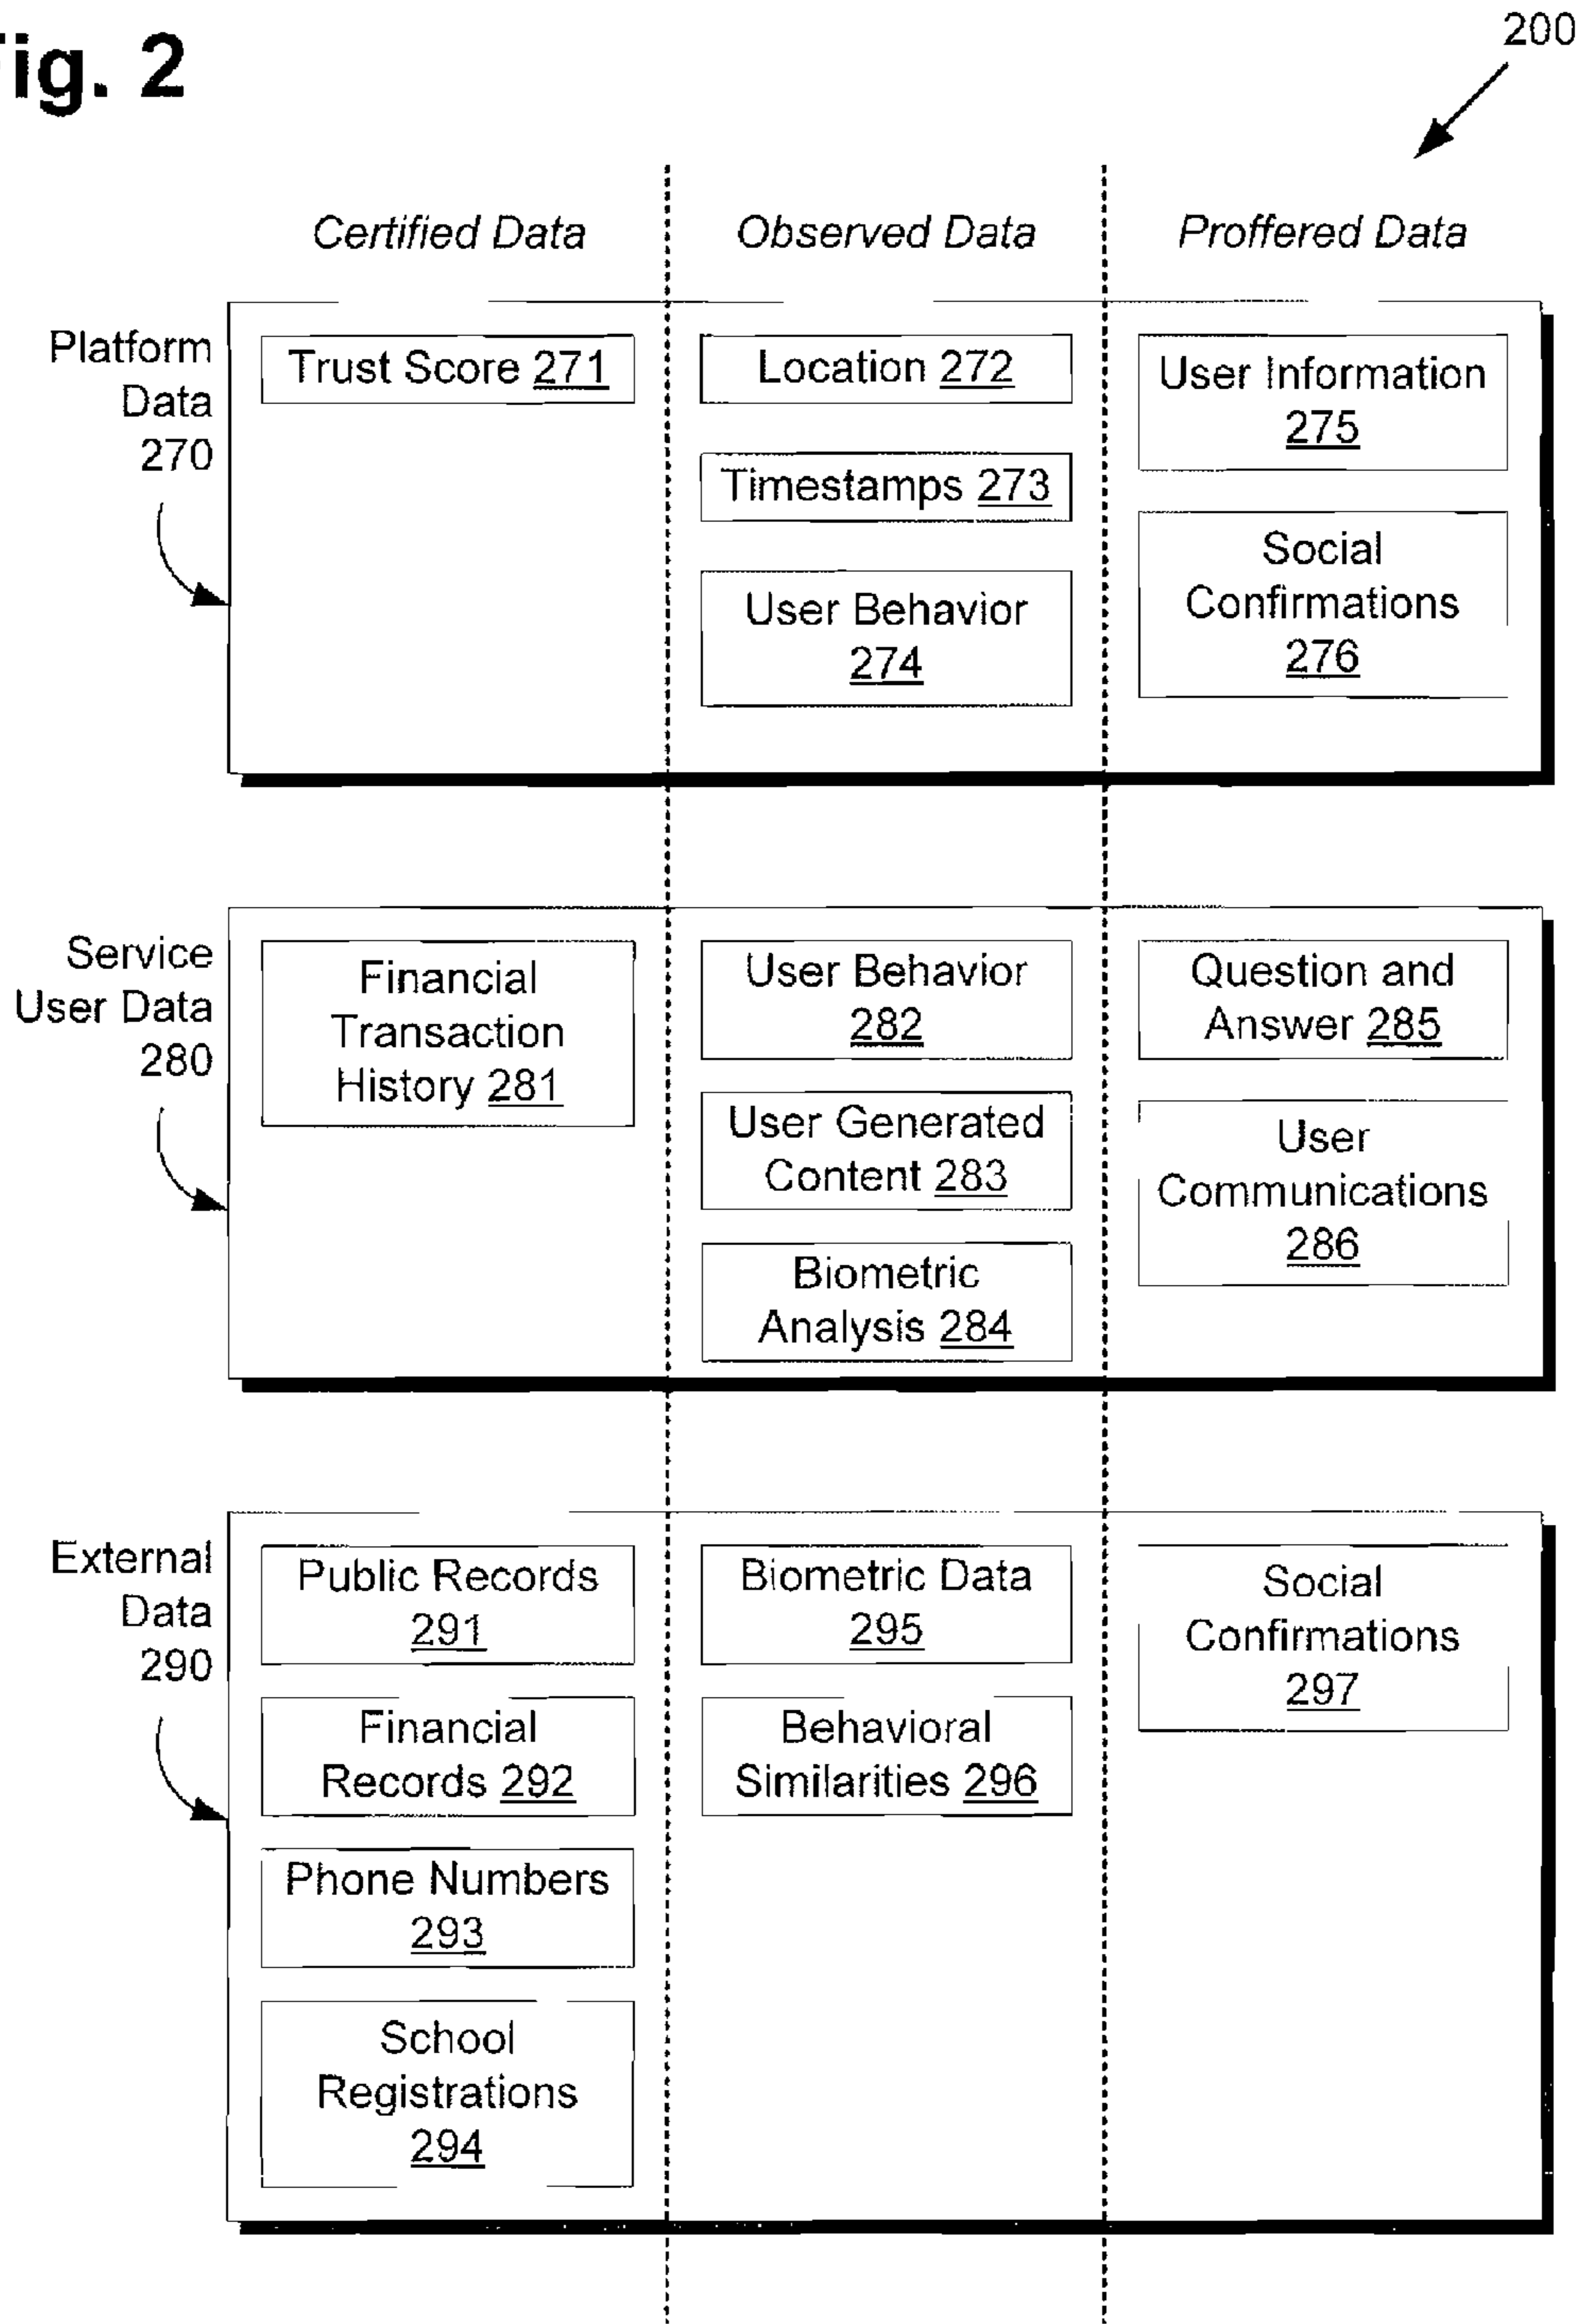 ig. 2
200
Certified Data
Observed Data
Proffered Data
Platform
Data
270
Trust Score 271
Location 272
Timestamps 273
User Behavior
274
User Information
275
Social
Confirmations
276
Service
User Data
280
Financial
Transaction
History 281
User Behavior
282
User Generated
Content 283
Biometric
Analysis 284
Question and
Answer 285
User
Communications
286
External
Data
290
Public Records
291
Financial
Records 292
Phone Numbers
293
School
Registrations
294
Biometric Data
295
Behavioral
Similarities 296
Social
Confirmations
297